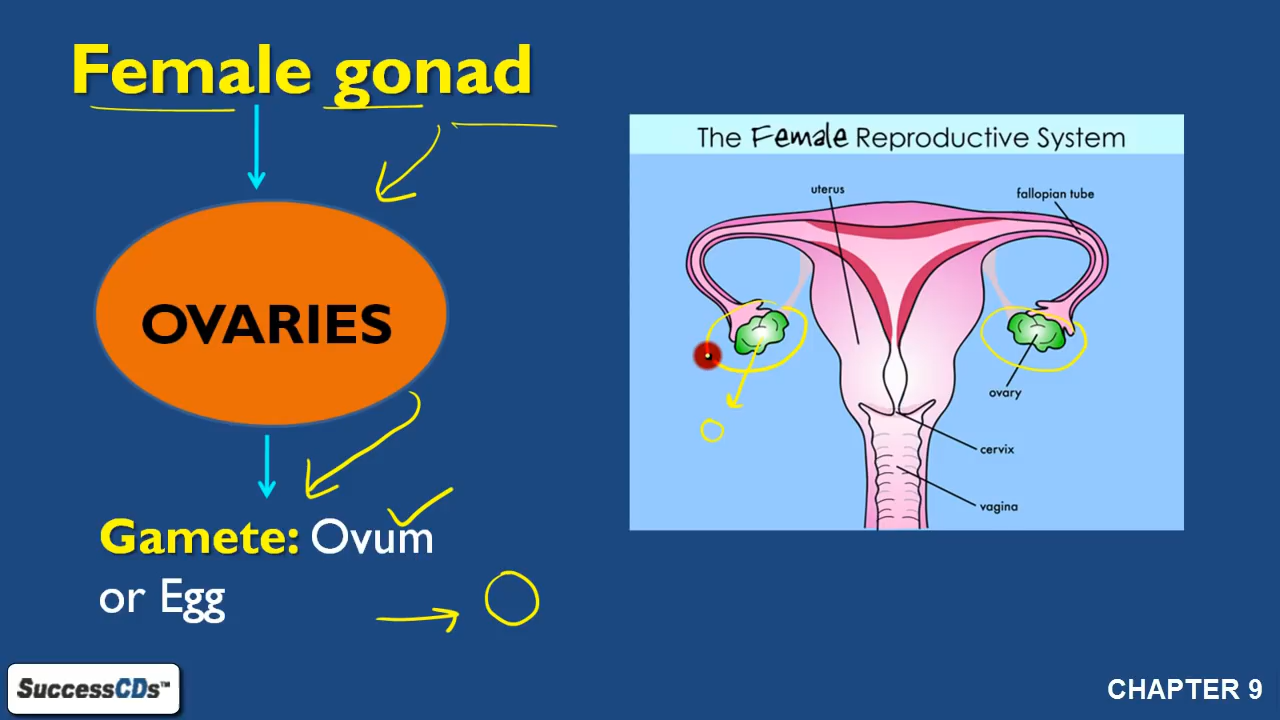 Female gonad
OVARIES
Gamete: Ovum
or Egg
The Female Reproductive System
uterus
fallopian tube
ovary
cervix
vagina
SuccessCDs™
CHAPTER 9